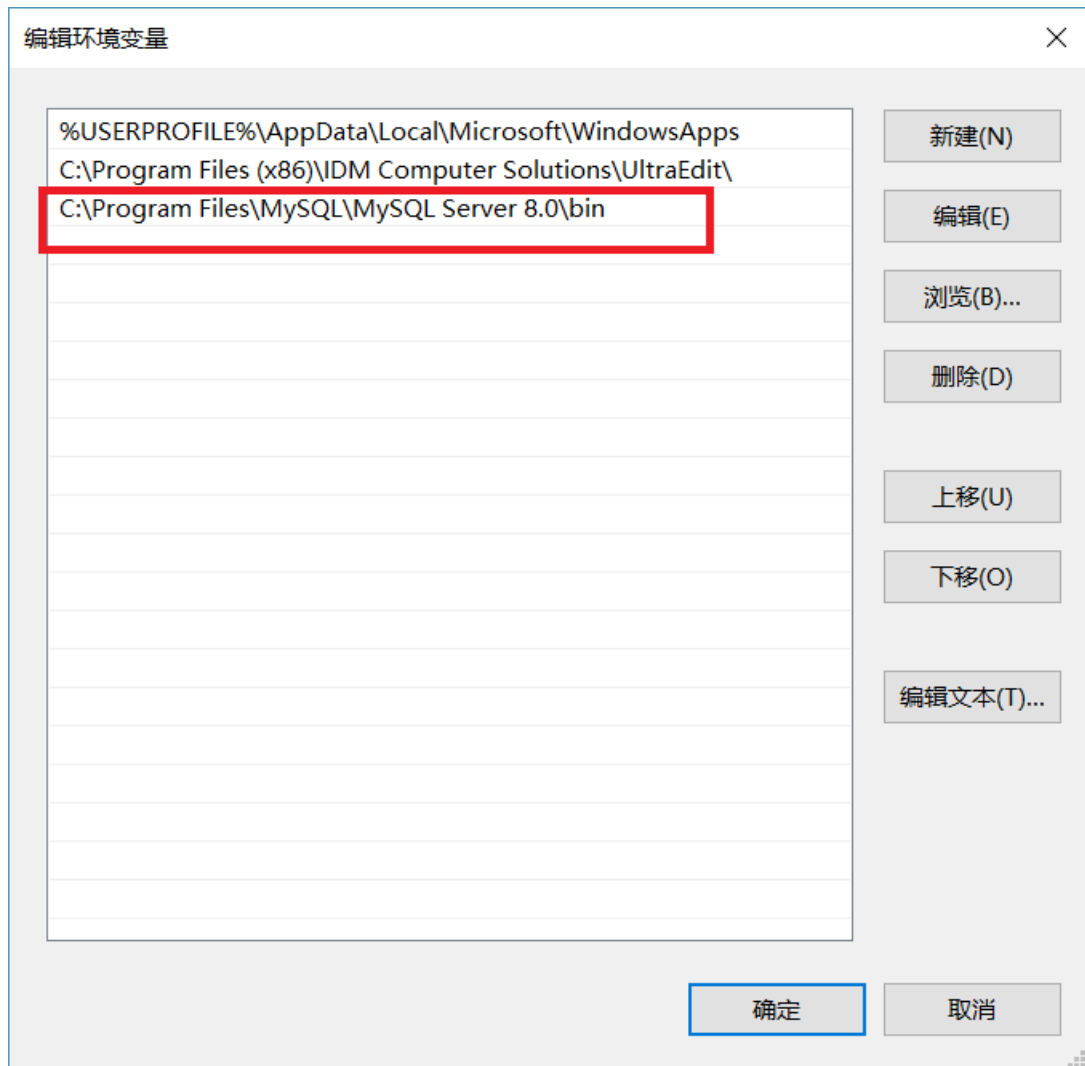 编辑环境变量
%USERPROFILE%\AppData\Local\Microsoft\WindowsApps
C:\Program Files (x86)\IDM Computer Solutions\UltraEdit\
C:\Program Files\MySQL\MySQL Server 8.0\bin
新建(N)
编辑(E)
浏览(B)...
删除(D)
上移(U)
下移(O)
编辑文本(T)...
确定
取消